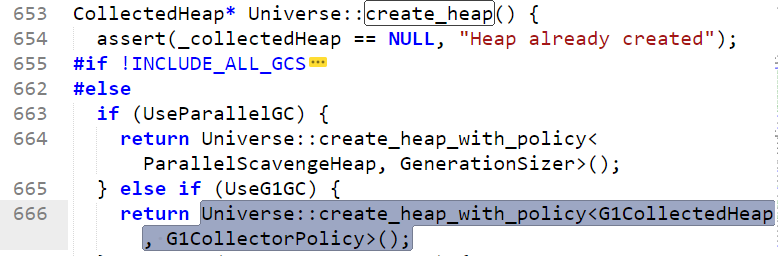 653 CollectedHeap* Universe::create_heap() {
654   assert(_collectedHeap == NULL, "Heap already created");
655 #if !INCLUDE_ALL_GCS
662 #else
663   if (UseParallelGC) {
664     return Universe::create_heap_with_policy<
      ParallelScavengeHeap, GenerationSizer>();
665   } else if (UseG1GC) {
666     return Universe::create_heap_with_policy<G1CollectedHeap
      , G1CollectorPolicy>();